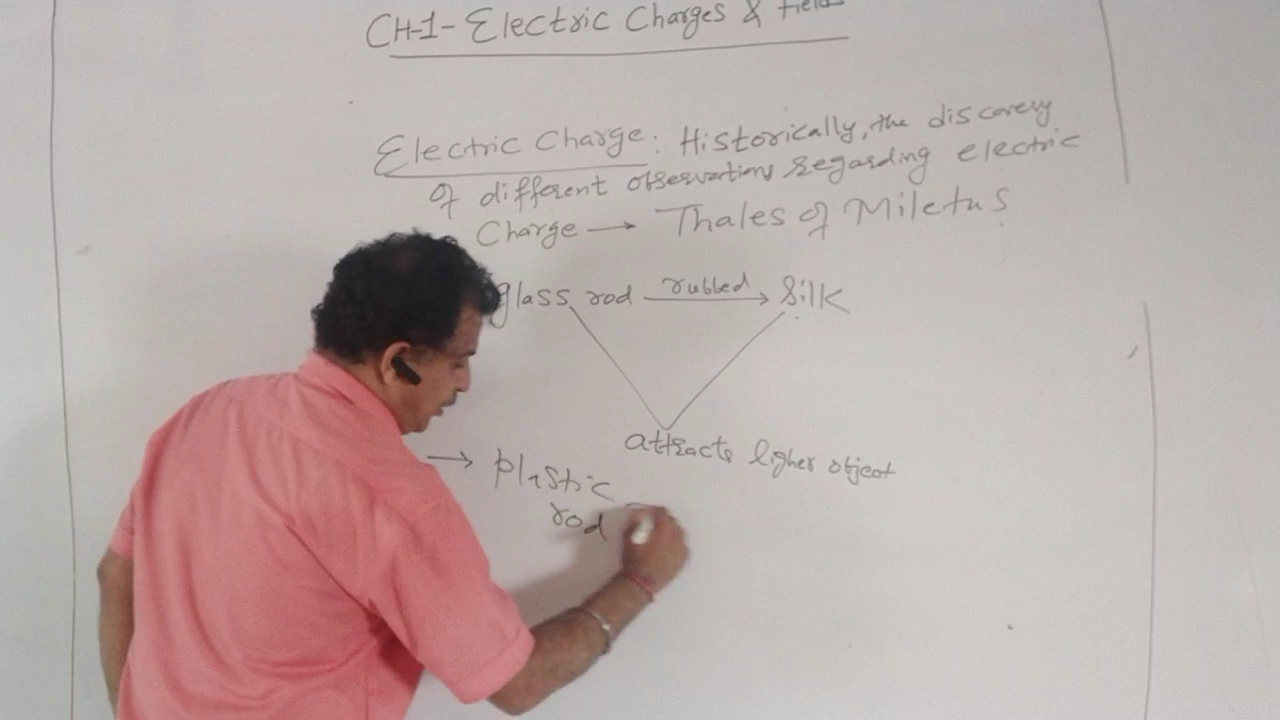 CH-1- Electric Charges & Fields
Electric Charge: Historically, the discovery
of different observations regarding electric
Charge → Thales of Miletus
glass rod rubbed → Silk
attracts ligher object
→ plastic
rod